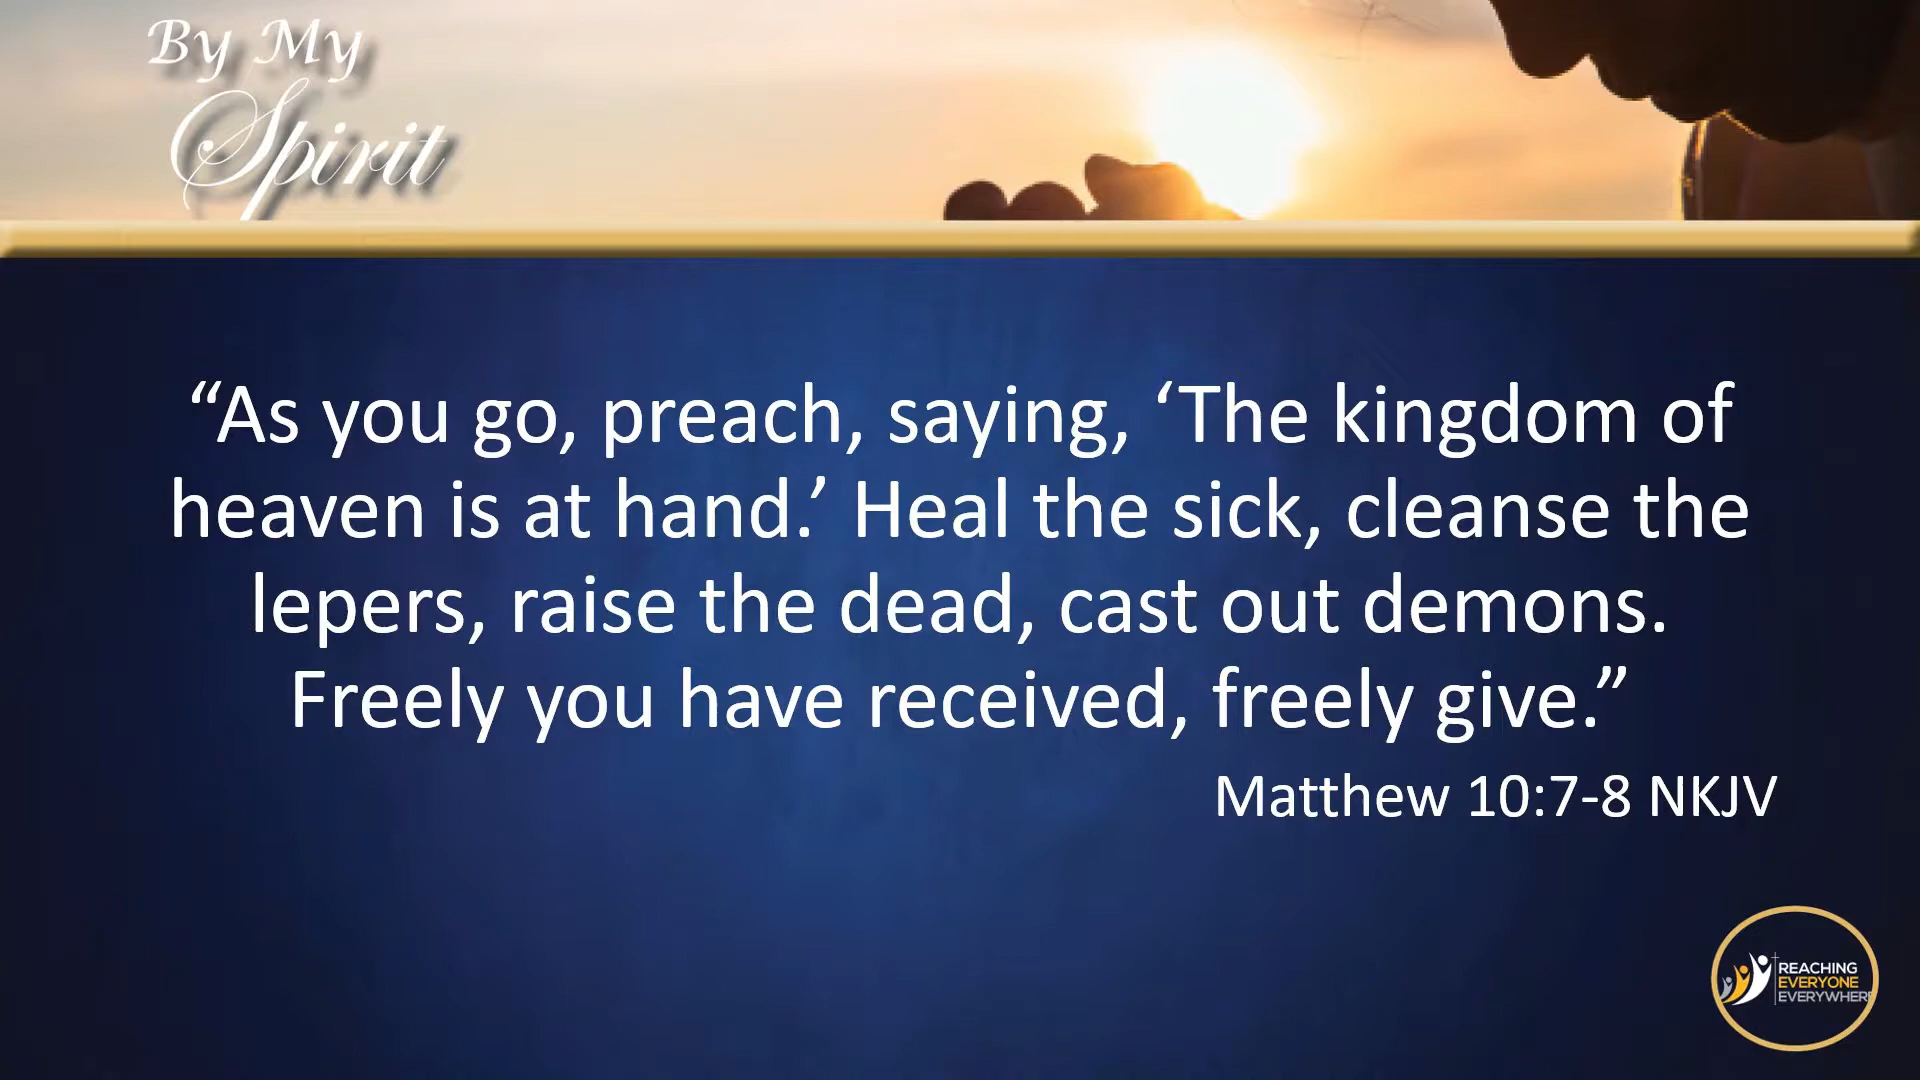 By My
Spirit
“As you go, preach, saying, ‘The kingdom of
heaven is at hand.’ Heal the sick, cleanse the
lepers, raise the dead, cast out demons.
Freely you have received, freely give.”
Matthew 10:7-8 NKJV
REACHING
EVERYONE
EVERYWHERE